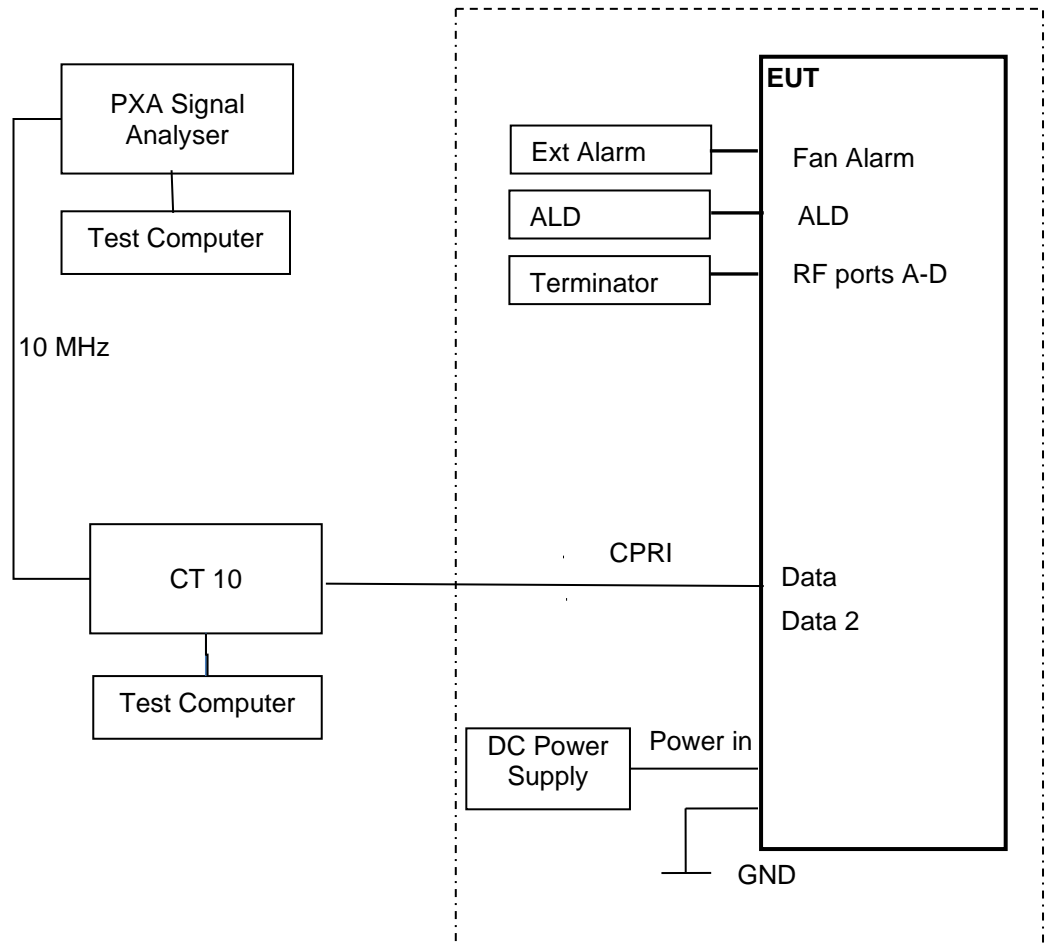 EUT
PXA Signal
Analyser
Ext Alarm
Fan Alarm
ALD
ALD
Test Computer
Terminator
RF ports A-D
10 MHz
CPRI
CT 10
Data
Data 2
Test Computer
DC Power
Supply
Power in
GND